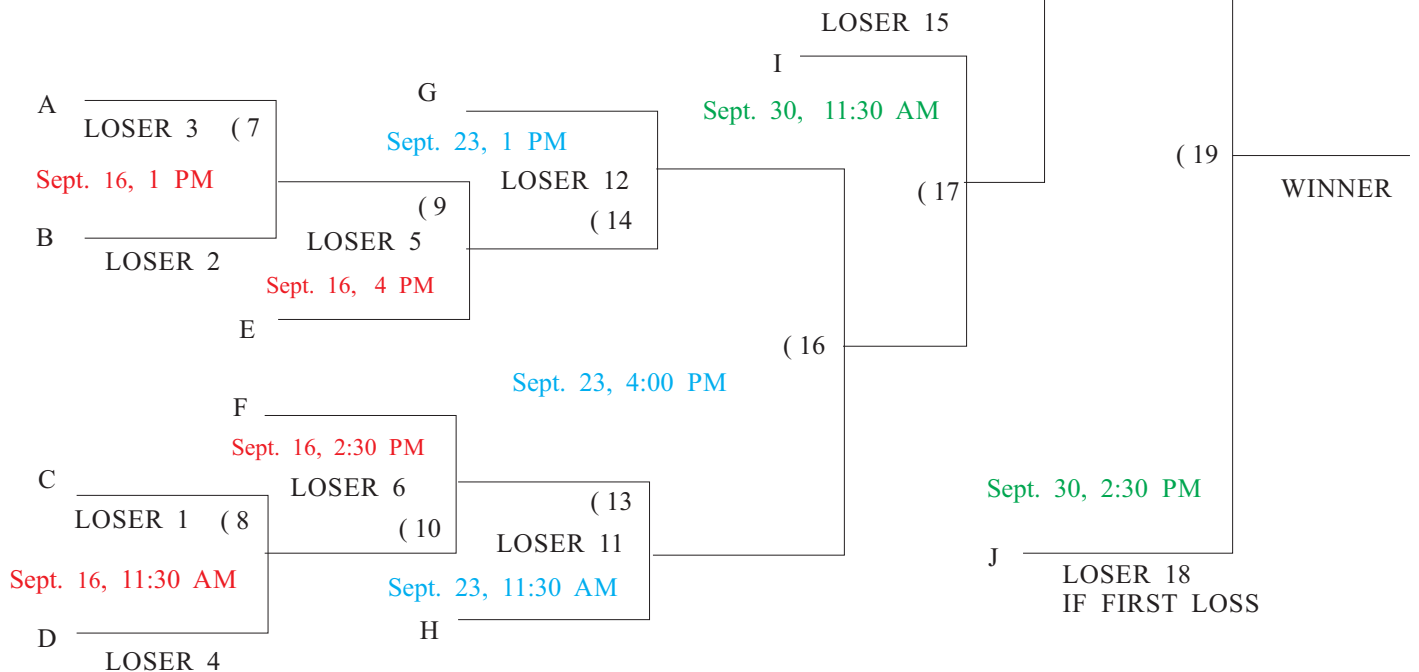 LOSER 15
I
Sept. 30, 11:30 AM
G
A
LOSER 3 ( 7
Sept. 23, 1 PM
( 19
Sept. 16, 1 PM
LOSER 12
WINNER
( 17
( 9
( 14
B
LOSER 5
LOSER 2
Sept. 16, 4 PM
E
( 16
Sept. 23, 4:00 PM
F
Sept. 16, 2:30 PM
C
LOSER 6
Sept. 30, 2:30 PM
( 13
LOSER 1 ( 8
( 10
LOSER 11
J
Sept. 16, 11:30 AM
Sept. 23, 11:30 AM
LOSER 18
IF FIRST LOSS
H
D
LOSER 4